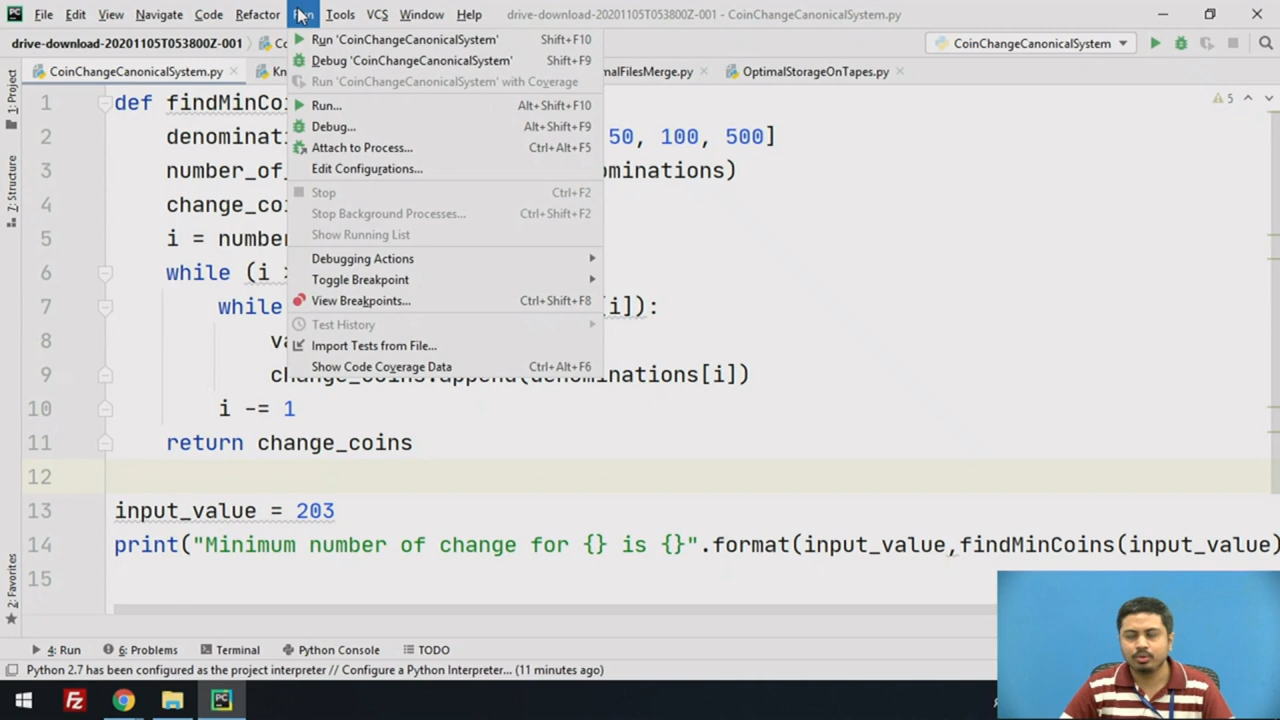 File Edit View Navigate Code Refactor Run Tools VCS Window Help drive-download-20201105T053800Z-001 - CoinChangeCanonicalSystem.py
drive-download-20201105T053800Z-001 CoinChangeCanonicalSystem
CoinChangeCanonicalSystem.py Kn alFilesMerge.py OptimalStorageOnTapes.py
1: Project
7: Structure
2: Favorites
Run 'CoinChangeCanonicalSystem' Shift+F10
Debug 'CoinChangeCanonicalSystem' Shift+F9
Run 'CoinChangeCanonicalSystem' with Coverage
Run... Alt+Shift+F10
Debug... Alt+Shift+F9
Attach to Process... Ctrl+Alt+F5
Edit Configurations...
Stop Ctrl+F2
Stop Background Processes... Ctrl+Shift+F2
Show Running List
Debugging Actions
Toggle Breakpoint
View Breakpoints... Ctrl+Shift+F8
Test History
Import Tests from File...
Show Code Coverage Data Ctrl+Alt+F6
5
1 def findMinCoi
2 denominati 50, 100, 500]
3 number_of_ ominations)
4 change_coi
5 i = number
6 while (i
7 while [i]):
8 va
9 change_coins.append(denominations[i])
10 i -= 1
11 return change_coins
12
13 input_value = 203
14 print("Minimum number of change for {} is {}".format(input_value,findMinCoins(input_value)
15
4: Run 6: Problems Terminal Python Console TODO
Python 2.7 has been configured as the project interpreter // Configure a Python Interpreter... (11 minutes ago)